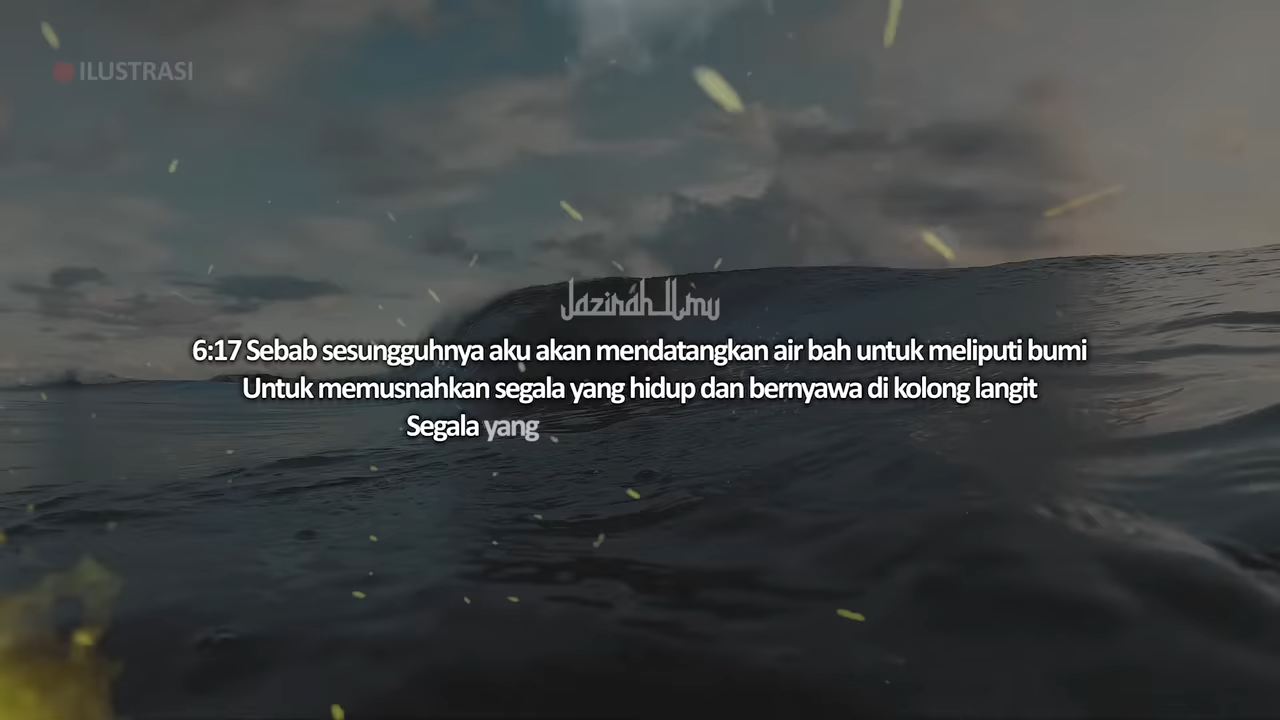 ILUSTRASI
Jazirah Ilmu
6:17 Sebab sesungguhnya aku akan mendatangkan air bah untuk meliputi bumi
Untuk memusnahkan segala yang hidup dan bernyawa di kolong langit
Segala yang